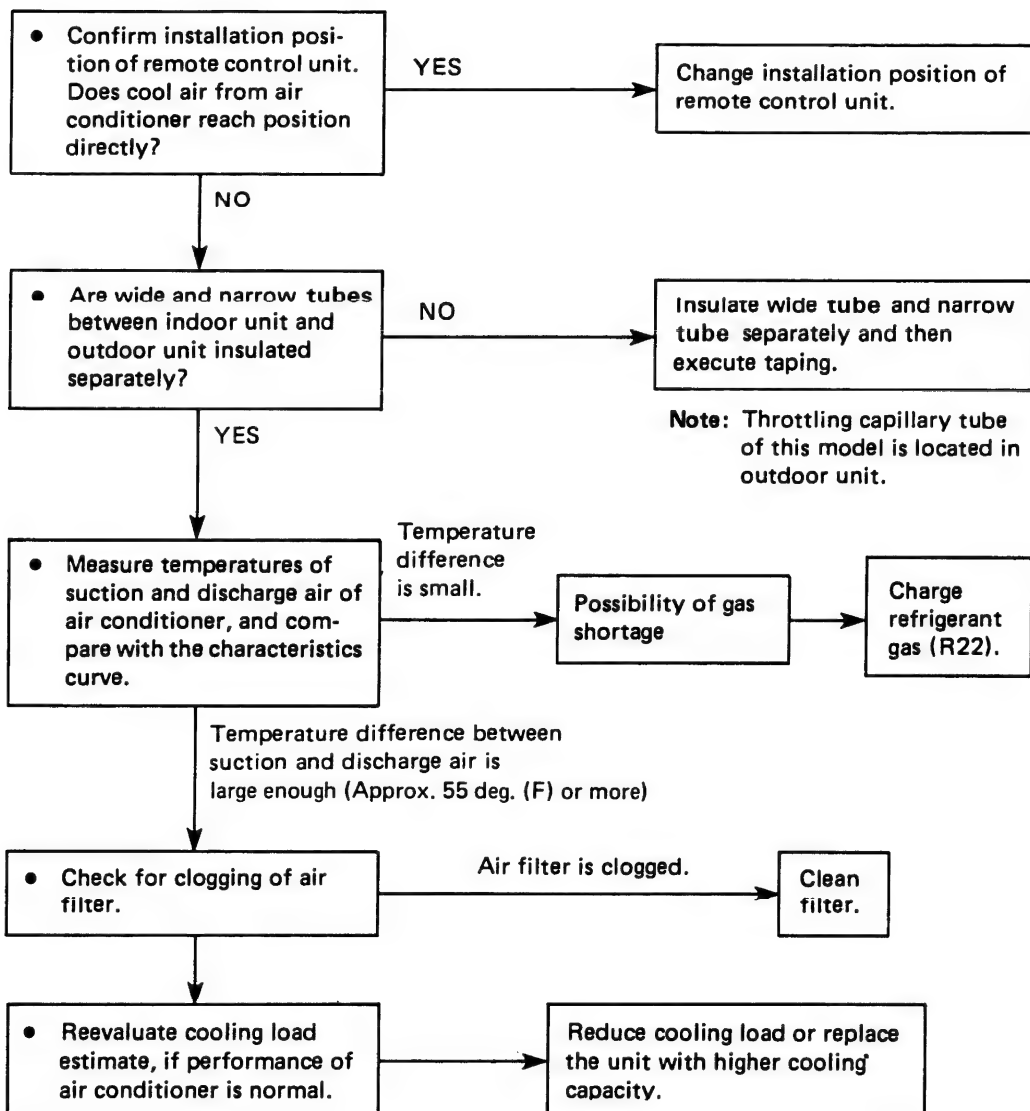 ● Confirm installation posi-
tion of remote control unit.
Does cool air from air
conditioner reach position
directly?
YES
Change installation position of
remote control unit.
NO
● Are wide and narrow tubes
between indoor unit and
outdoor unit insulated
separately?
NO
Insulate wide tube and narrow
tube separately and then
execute taping.
Note: Throttling capillary tube
of this model is located in
outdoor unit.
YES
● Measure temperatures of
suction and discharge air of
air conditioner, and com-
pare with the characteristics
curve.
Temperature
difference
is small.
Possibility of gas
shortage
Charge
refrigerant
gas (R22).
Temperature difference between
suction and discharge air is
large enough (Approx. 55 deg. (F) or more)
● Check for clogging of air
filter.
Air filter is clogged.
Clean
filter.
● Reevaluate cooling load
estimate, if performance of
air conditioner is normal.
Reduce cooling load or replace
the unit with higher cooling
capacity.